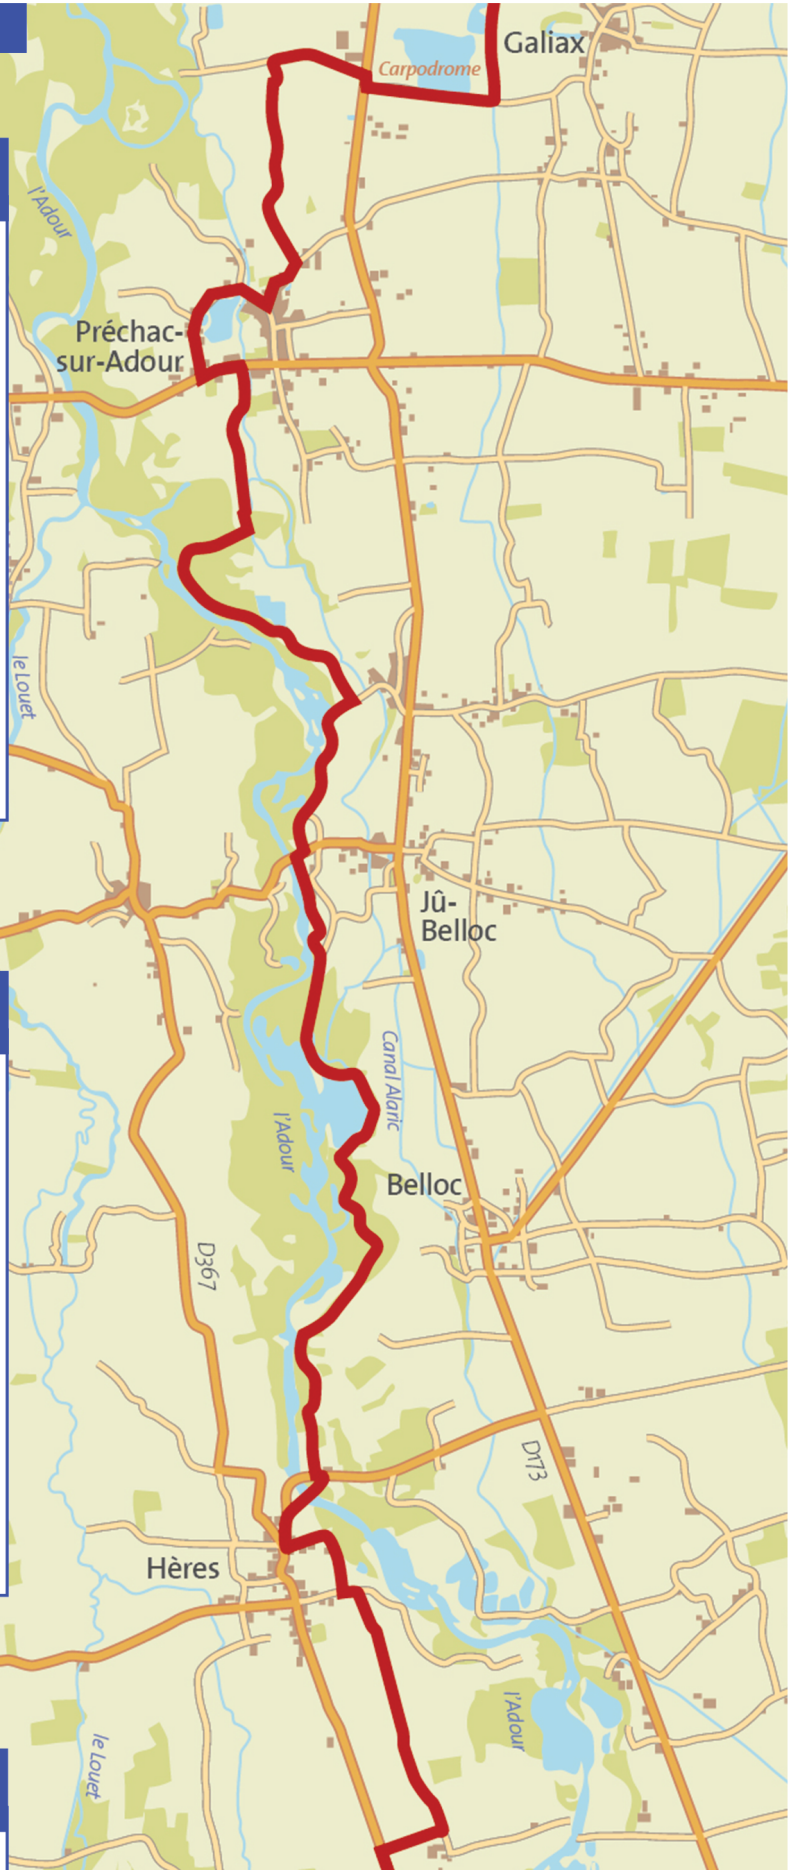 Galiax
Carpodrome
l'Adour
Préchac-
sur-Adour
le Louet
Jû-
Belloc
Canal Alaric
l'Adour
Belloc
D367
D173
Hères
l'Adour
le Louet